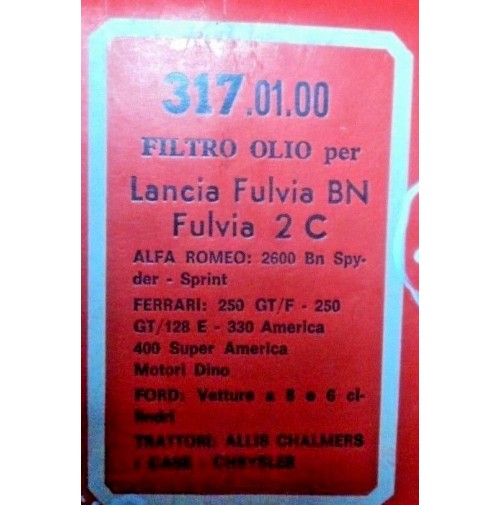 317.01.00
FILTRO OLIO per
Lancia Fulvia BN
Fulvia 2 C
ALFA ROMEO: 2600 Bn Spy-
der - Sprint
FERRARI: 250 GT/F - 250
GT/128 E - 330 America
400 Super America
Motori Dino
FORD: Vetture a 8 e 6 ci-
lindri
TRATTORI: ALLIS CHALMERS
/ CASE - CHRYSLER